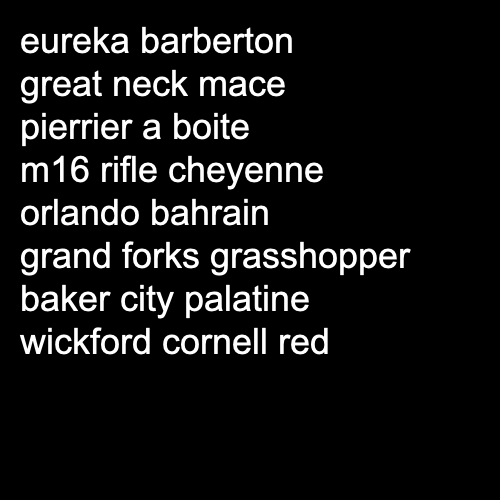 eureka barberton
great neck mace
pierrier a boite
m16 rifle cheyenne
orlando bahrain
grand forks grasshopper
baker city palatine
wickford cornell red